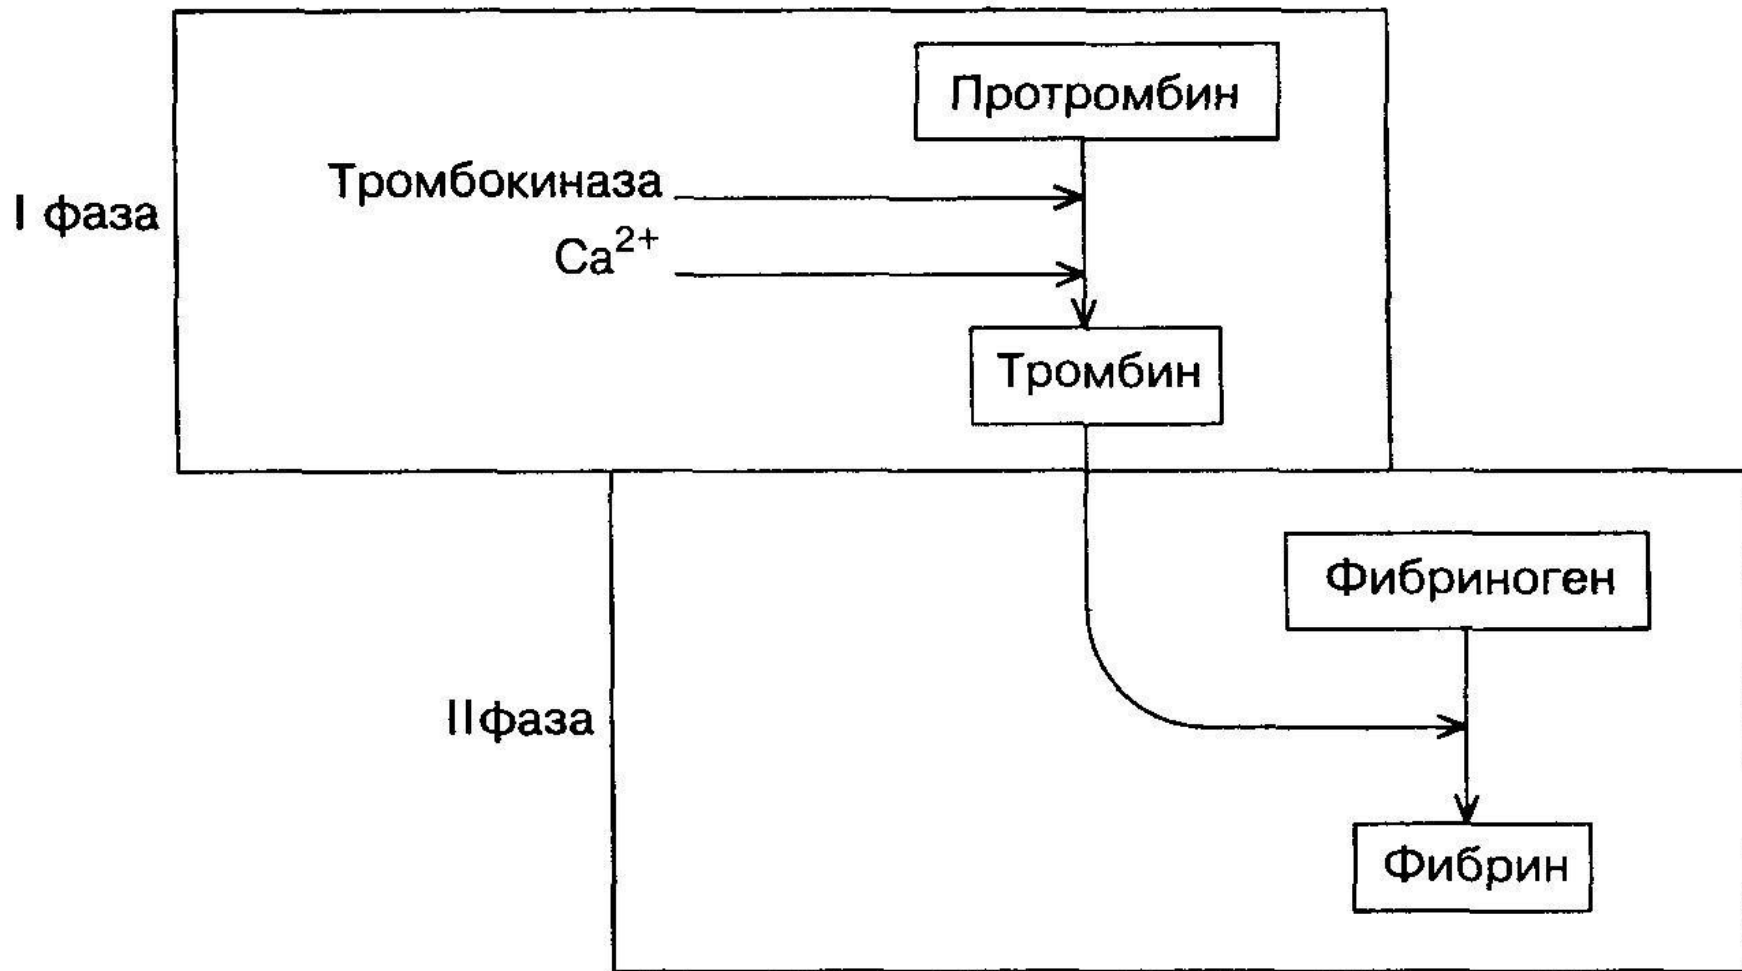 Протромбин
Тромбокиназа
I фаза
Ca²⁺
Тромбин
Фибриноген
IIфаза
Фибрин